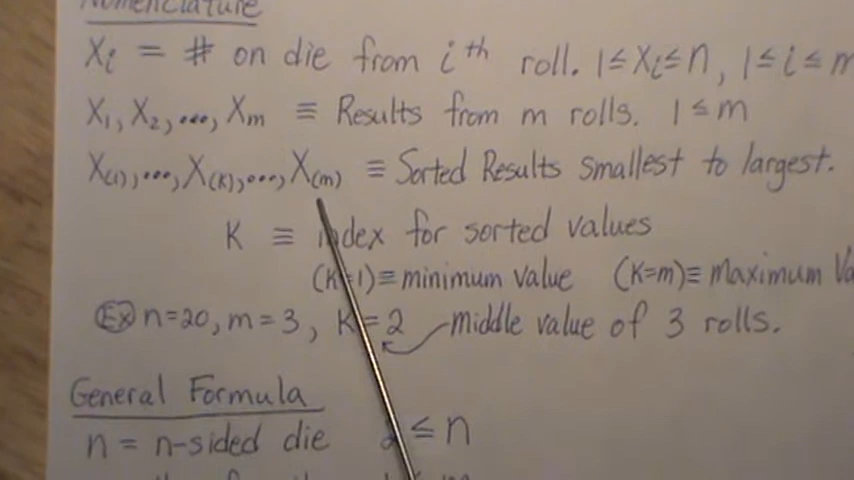 Nomenclature
Xi = # on die from i th roll. 1≤Xi≤n, 1≤i≤m
X1, X2,..., Xm ≡ Results from m rolls. 1≤m
X(1),..., X(K),..., X(m) ≡ Sorted Results smallest to largest.
K ≡ index for sorted values
(K=1)≡minimum value (K=m)≡maximum
Ex n=20, m=3, K=2 middle value of 3 rolls.
General Formula
n = n-sided die ≤ n